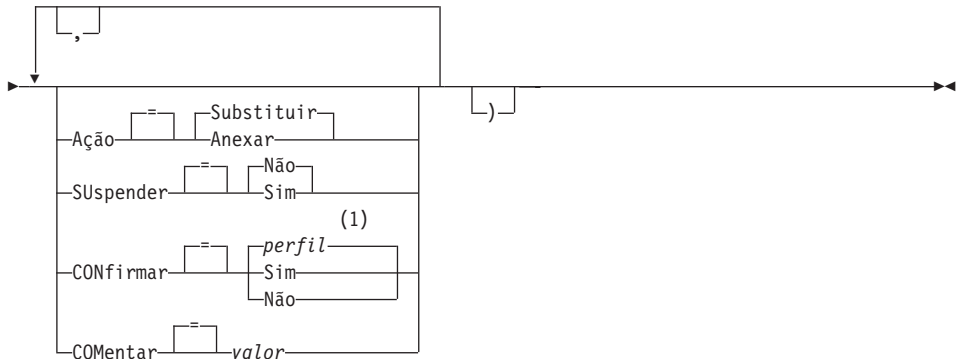 ,
=
Substituir
Ação
Anexar
)
=
Não
SUspender
Sim
(1)
=
perfil
CONfirmar
Sim
Não
=
COMentar
valor